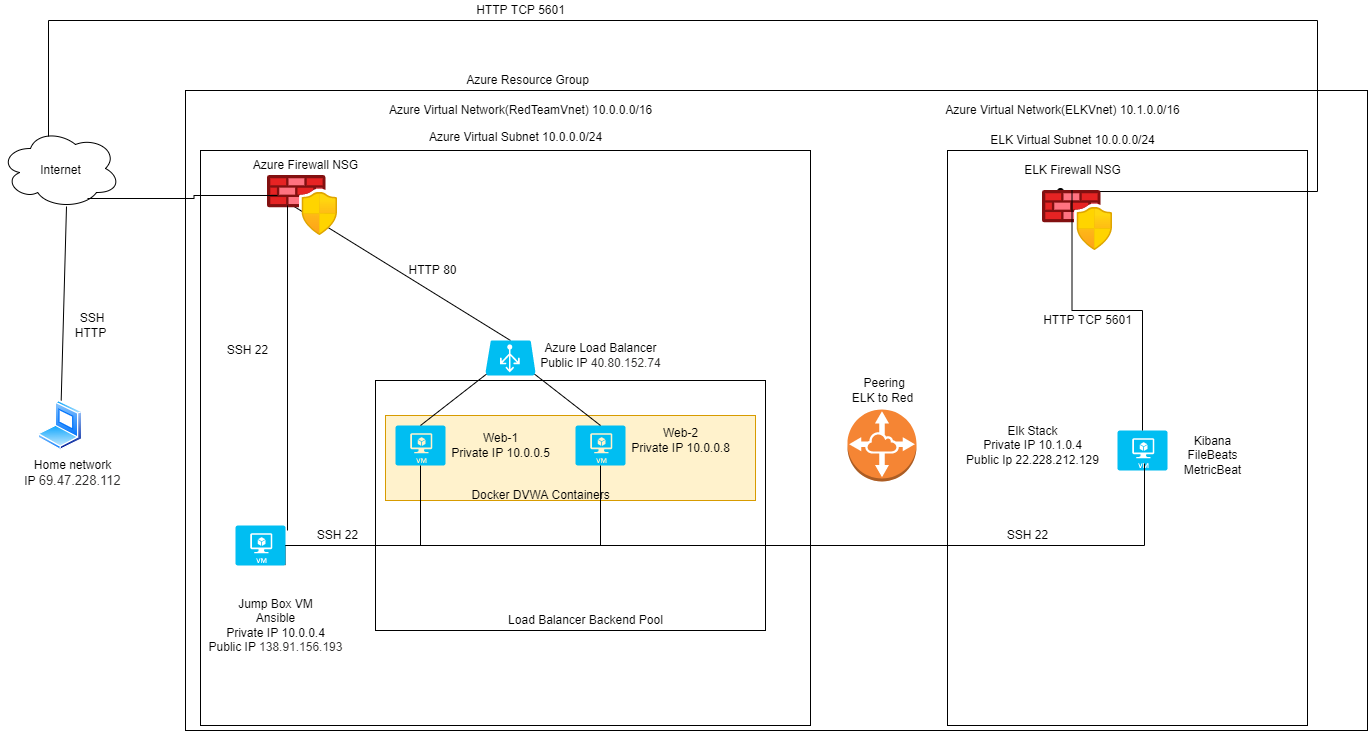 HTTP TCP 5601
Azure Resource Group
Azure Virtual Network(RedTeamVnet) 10.0.0.0/16
Azure Virtual Network(ELKVnet) 10.1.0.0/16
Azure Virtual Subnet 10.0.0.0/24
ELK Virtual Subnet 10.0.0.0/24
Internet
Azure Firewall NSG
ELK Firewall NSG
HTTP 80
SSH
HTTP
SSH 22
HTTP TCP 5601
Azure Load Balancer
Public IP 40.80.152.74
Peering
ELK to Red
Web-1
Private IP 10.0.0.5
VM
Web-2
Private IP 10.0.0.8
VM
Elk Stack
Private IP 10.1.0.4
Public Ip 22.228.212.129
VM
Kibana
FileBeats
MetricBeat
Home network
IP 69.47.228.112
Docker DVWA Containers
SSH 22
SSH 22
VM
Jump Box VM
Ansible
Private IP 10.0.0.4
Public IP 138.91.156.193
Load Balancer Backend Pool